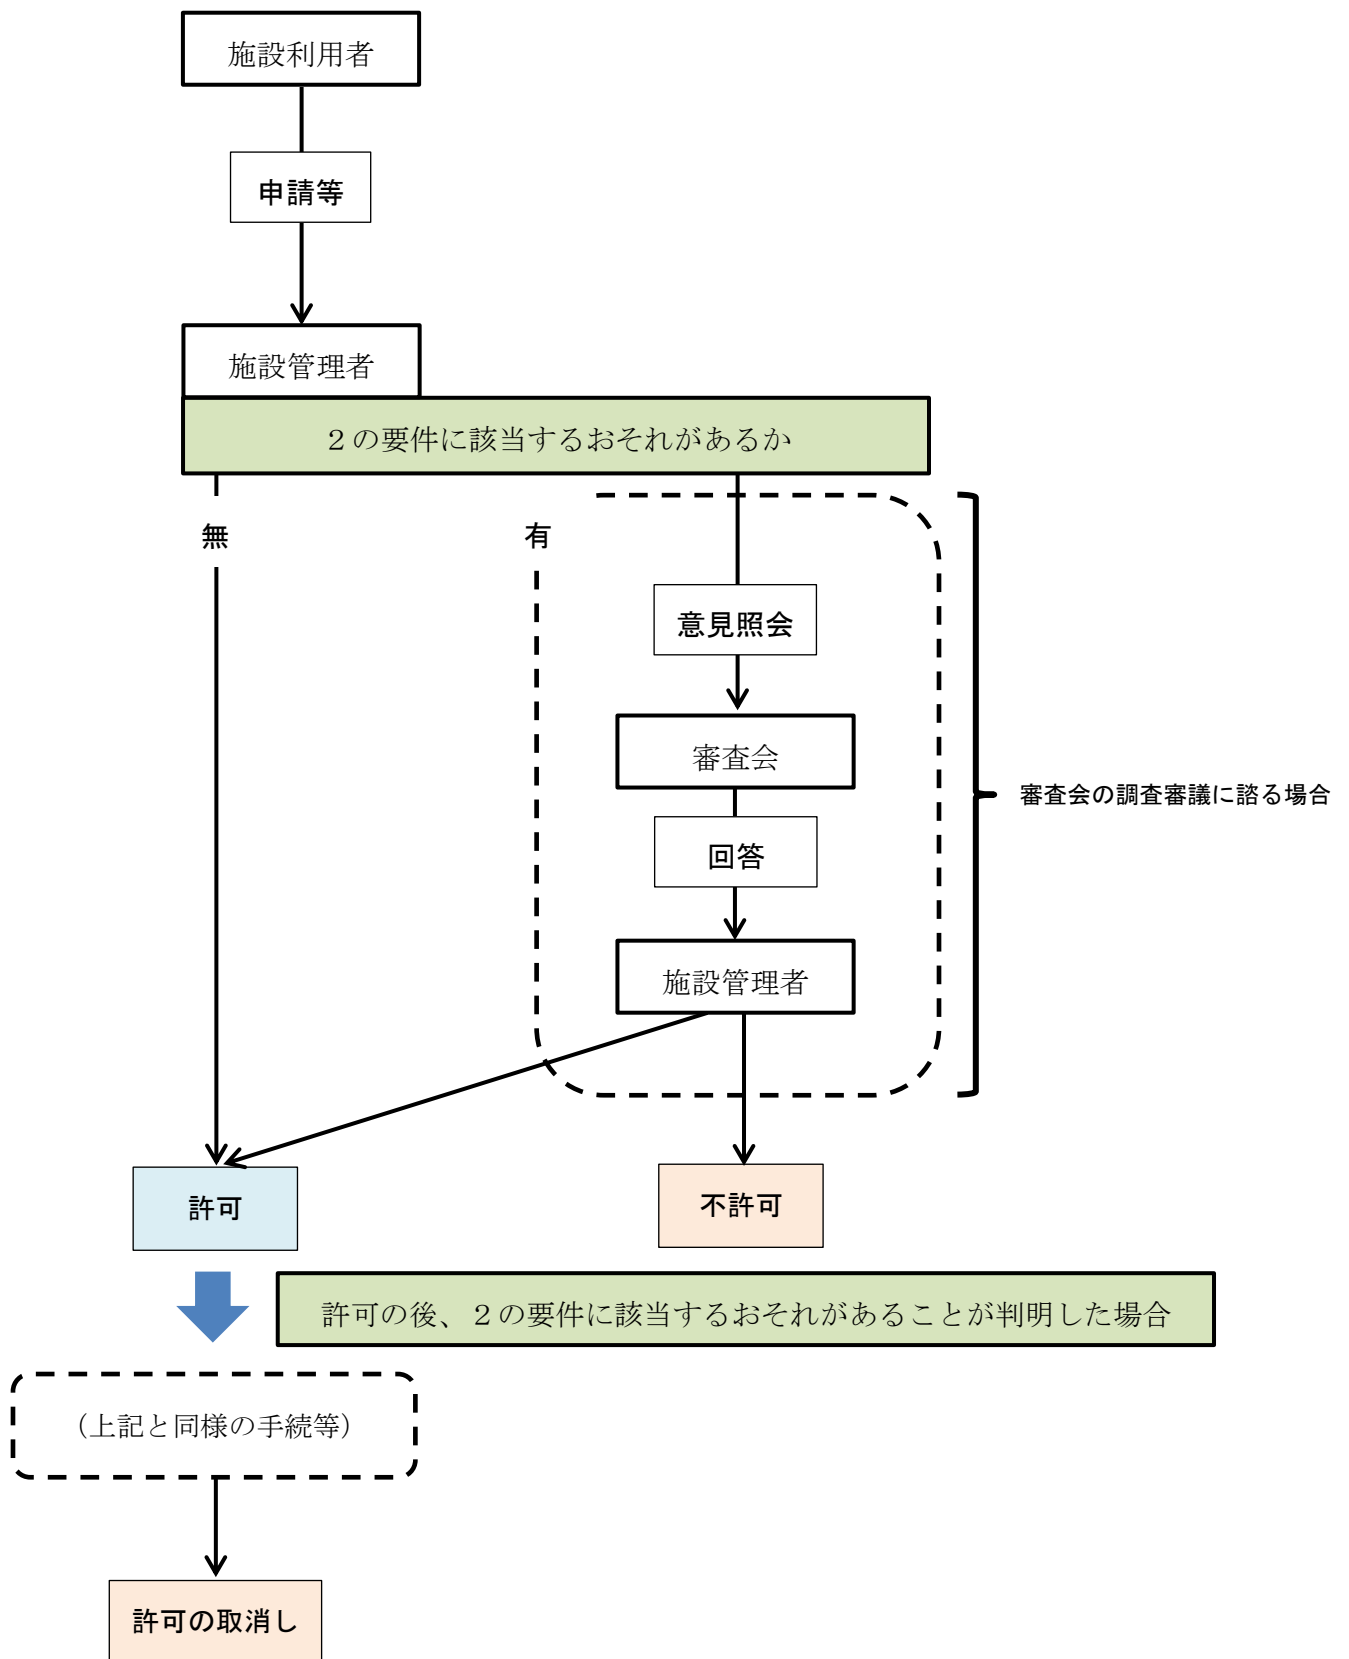 施設利用者
申請等
施設管理者
２の要件に該当するおそれがあるか
無
有
意見照会
審査会
審査会の調査審議に諮る場合
回答
施設管理者
許可
不許可
許可の後、２の要件に該当するおそれがあることが判明した場合
（上記と同様の手続等）
許可の取消し